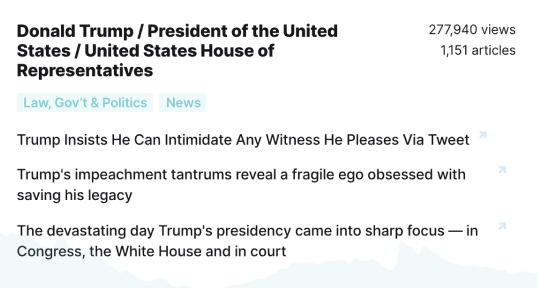 Donald Trump / President of the United
States / United States House of
Representatives
277,940 views
1,151 articles
Law, Gov't & Politics
News
Trump Insists He Can Intimidate Any Witness He Pleases Via Tweet
Trump's impeachment tantrums reveal a fragile ego obsessed with
saving his legacy
The devastating day Trump's presidency came into sharp focus — in
Congress, the White House and in court